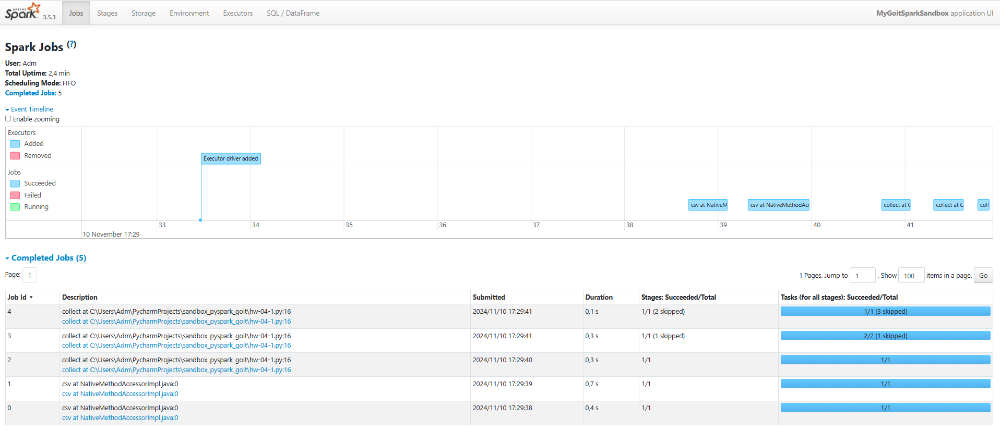 APACHE Spark 3.5.3 Jobs Stages Storage Environment Executors SQL / DataFrame MyGoitSparkSandbox application UI
Spark Jobs (?)
User: Adm
Total Uptime: 2,4 min
Scheduling Mode: FIFO
Completed Jobs: 5
Event Timeline
Enable zooming
Executors
Added
Removed
Executor driver added
Jobs
Succeeded
Failed
Running
csv at NativeM csv at NativeMethodAcc collect at C collect at C coll
33 34 35 36 37 38 39 40 41
10 November 17:29
Completed Jobs (5)
Page: 1 1 Pages. Jump to 1 . Show 100 items in a page. Go
Job Id ▾ Description Submitted Duration Stages: Succeeded/Total Tasks (for all stages): Succeeded/Total
4 collect at C:\Users\Adm\PycharmProjects\sandbox_pyspark_goit\hw-04-1.py:16 2024/11/10 17:29:41 0,1 s 1/1 (2 skipped) 1/1 (3 skipped)
collect at C:\Users\Adm\PycharmProjects\sandbox_pyspark_goit\hw-04-1.py:16
3 collect at C:\Users\Adm\PycharmProjects\sandbox_pyspark_goit\hw-04-1.py:16 2024/11/10 17:29:41 0,3 s 1/1 (1 skipped) 2/2 (1 skipped)
collect at C:\Users\Adm\PycharmProjects\sandbox_pyspark_goit\hw-04-1.py:16
2 collect at C:\Users\Adm\PycharmProjects\sandbox_pyspark_goit\hw-04-1.py:16 2024/11/10 17:29:40 0,3 s 1/1 1/1
collect at C:\Users\Adm\PycharmProjects\sandbox_pyspark_goit\hw-04-1.py:16
1 csv at NativeMethodAccessorImpl.java:0 2024/11/10 17:29:39 0,7 s 1/1 1/1
csv at NativeMethodAccessorImpl.java:0
0 csv at NativeMethodAccessorImpl.java:0 2024/11/10 17:29:38 0,4 s 1/1 1/1
csv at NativeMethodAccessorImpl.java:0